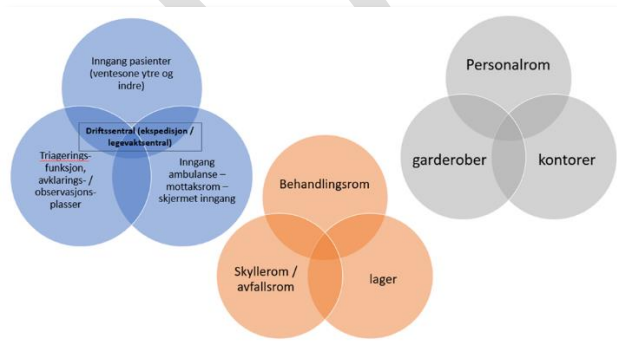 Inngang pasienter
(ventesone ytre og
indre)
Driftssentral (ekspedisjon /
legevaktsentral)
Triagerings-
funksjon,
avklarings- /
observasjons-
plasser
Inngang
ambulanse –
mottaksrom –
skjermet inngang
Behandlingsrom
Skyllerom /
avfallsrom
lager
Personalrom
garderober
kontorer